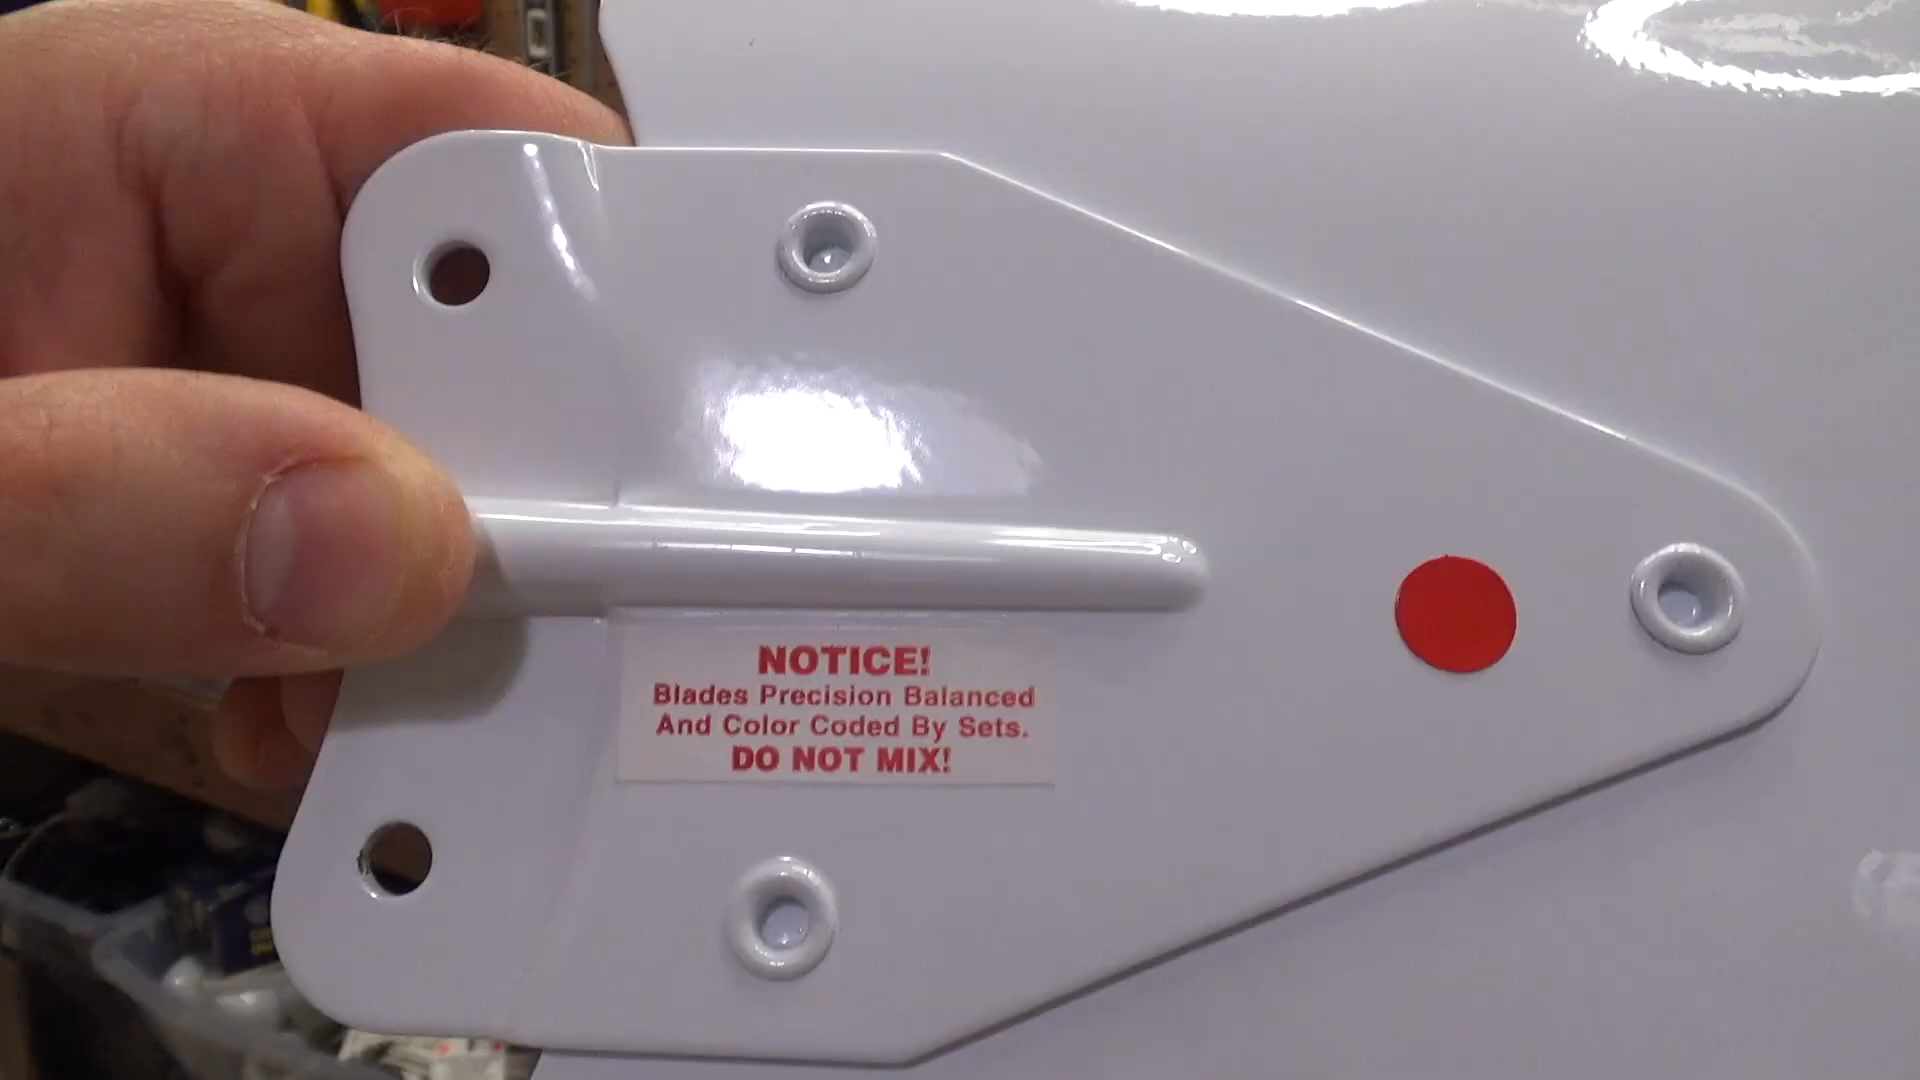 NOTICE!
Blades Precision Balanced
And Color Coded By Sets.
DO NOT MIX!